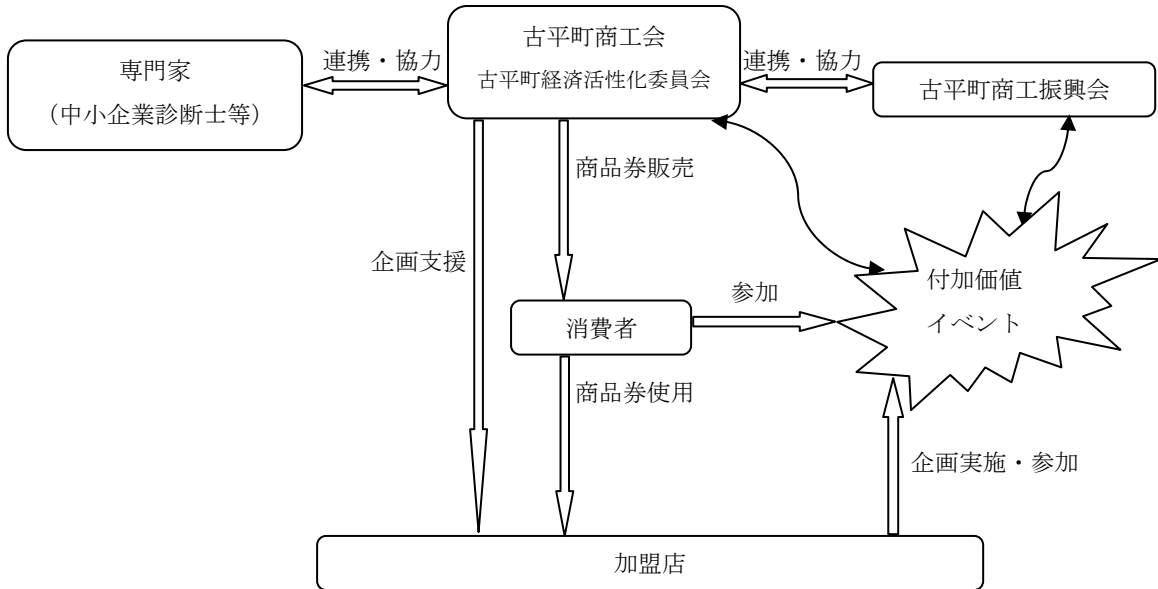 古平町商工会
古平町経済活性化委員会
専門家
（中小企業診断士等）
連携・協力
連携・協力
古平町商工振興会
商品券販売
企画支援
付加価値
イベント
参加
消費者
商品券使用
企画実施・参加
加盟店